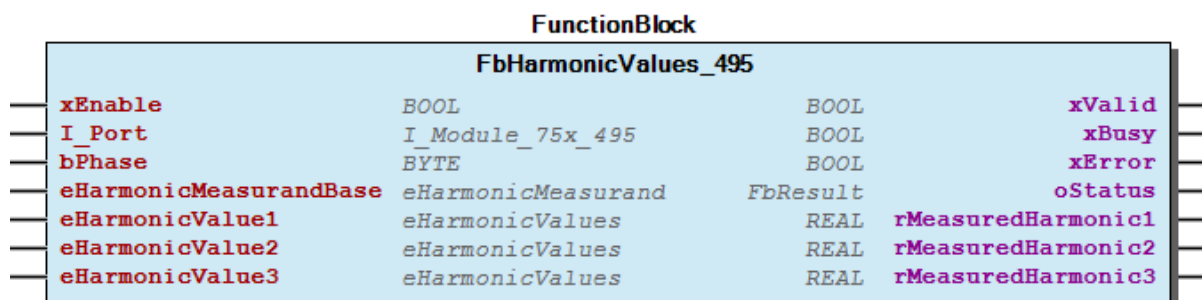 FunctionBlock
FbHarmonicValues_495
xEnable BOOL BOOL xValid
I_Port I_Module_75x_495 BOOL xBusy
bPhase BYTE BOOL xError
eHarmonicMeasurandBase eHarmonicMeasurand FbResult oStatus
eHarmonicValue1 eHarmonicValues REAL rMeasuredHarmonic1
eHarmonicValue2 eHarmonicValues REAL rMeasuredHarmonic2
eHarmonicValue3 eHarmonicValues REAL rMeasuredHarmonic3